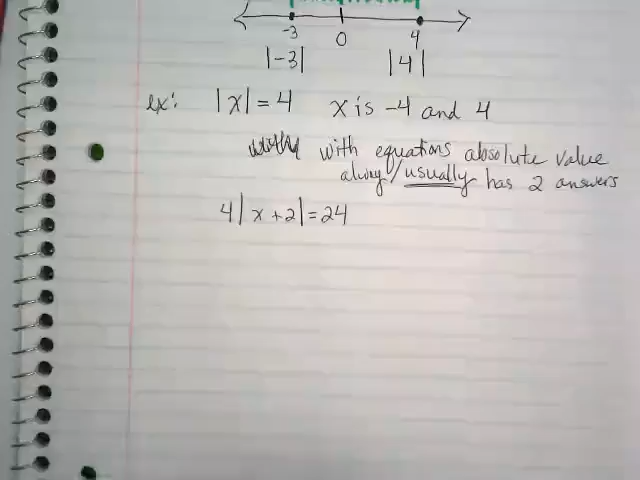 -3 0 4
|-3| |4|
ex: |x| = 4 x is -4 and 4
with equations absolute value
alway/usually has 2 answers
4|x+2|=24